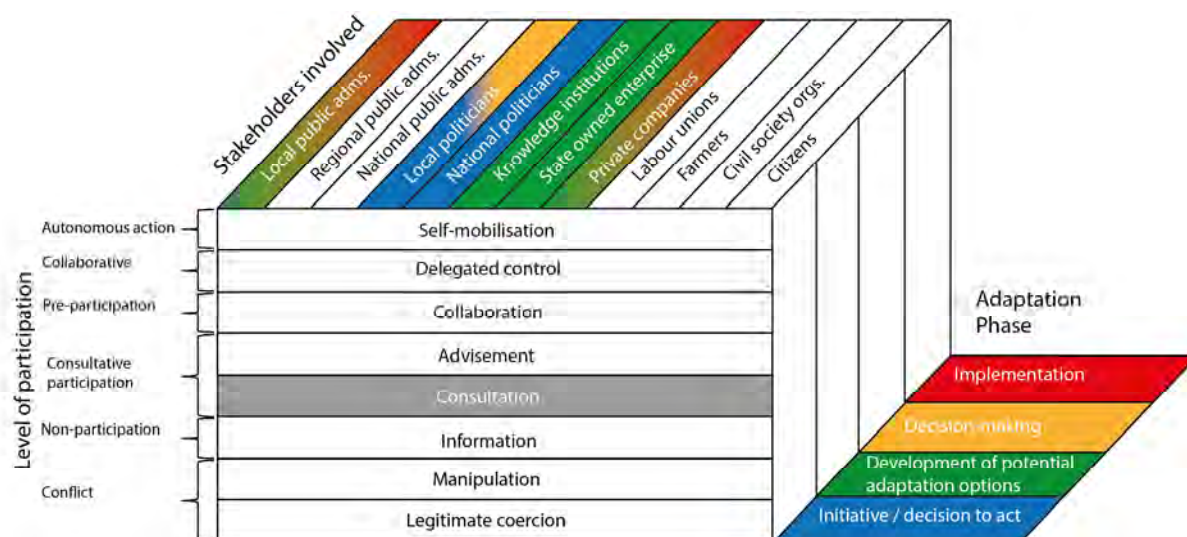 Stakeholders involved
Local public adms.
Regional public adms.
National public adms.
Local politicians
National politicians
Knowledge institutions
State owned enterprise
Private companies
Labour unions
Farmers
Civil society orgs.
Citizens
Level of participation
Autonomous action
Collaborative
Pre-participation
Consultative
participation
Non-participation
Conflict
Self-mobilisation
Delegated control
Collaboration
Advisement
Consultation
Information
Manipulation
Legitimate coercion
Adaptation
Phase
Implementation
Decision-making
Development of potential
adaptation options
Initiative / decision to act